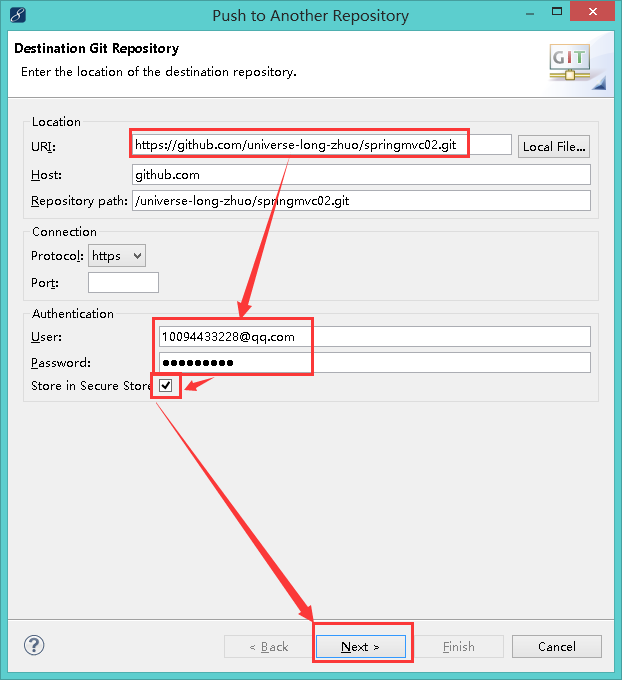 Push to Another Repository
Destination Git Repository
Enter the location of the destination repository.
GIT
Location
URI: https://github.com/universe-long-zhuo/springmvc02.git Local File...
Host: github.com
Repository path: /universe-long-zhuo/springmvc02.git
Connection
Protocol: https
Port:
Authentication
User: 10094433228@qq.com
Password: ●●●●●●●●●
Store in Secure Store
< Back Next > Finish Cancel